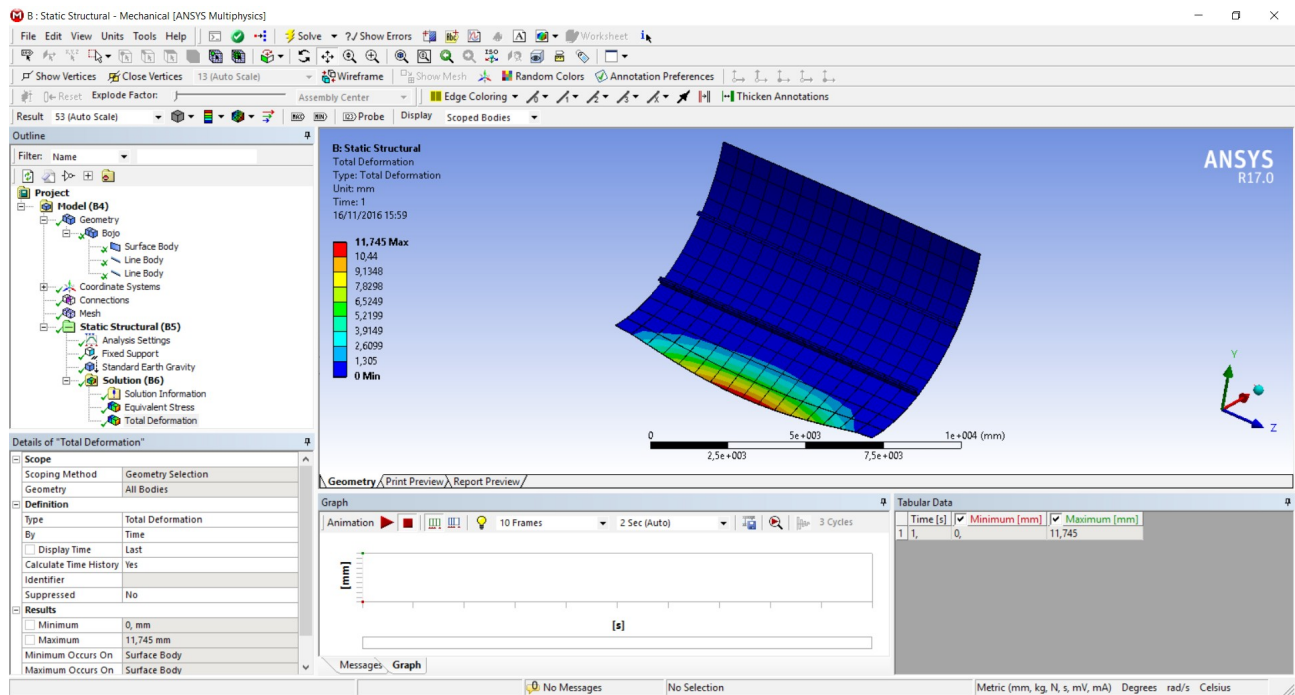 B : Static Structural - Mechanical [ANSYS Multiphysics]
File Edit View Units Tools Help Solve ?/ Show Errors Worksheet
Show Vertices Close Vertices 13 (Auto Scale) Wireframe Show Mesh Random Colors Annotation Preferences
Reset Explode Factor: Assembly Center Edge Coloring Thicken Annotations
Result 53 (Auto Scale) Probe Display Scoped Bodies
Outline
Filter: Name
Project
Model (B4)
Geometry
Bojo
Surface Body
Line Body
Line Body
Coordinate Systems
Connections
Mesh
Static Structural (B5)
Analysis Settings
Fixed Support
Standard Earth Gravity
Solution (B6)
Solution Information
Equivalent Stress
Total Deformation
Details of "Total Deformation"
Scope
Scoping Method Geometry Selection
Geometry All Bodies
Definition
Type Total Deformation
By Time
Display Time Last
Calculate Time History Yes
Identifier
Suppressed No
Results
Minimum 0, mm
Maximum 11,745 mm
Minimum Occurs On Surface Body
Maximum Occurs On Surface Body
B: Static Structural
Total Deformation
Type: Total Deformation
Unit: mm
Time: 1
16/11/2016 15:59
11,745 Max
10,44
9,1348
7,8298
6,5249
5,2199
3,9149
2,6099
1,305
0 Min
ANSYS
R17.0
Y
Z
0 5e+003 1e+004 (mm)
2,5e+003 7,5e+003
Geometry Print Preview Report Preview
Graph
Animation 10 Frames 2 Sec (Auto) 3 Cycles
[mm]
[s]
Messages Graph
Tabular Data
Time [s] Minimum [mm] Maximum [mm]
1 1, 0, 11,745
0 No Messages No Selection Metric (mm, kg, N, s, mV, mA) Degrees rad/s Celsius